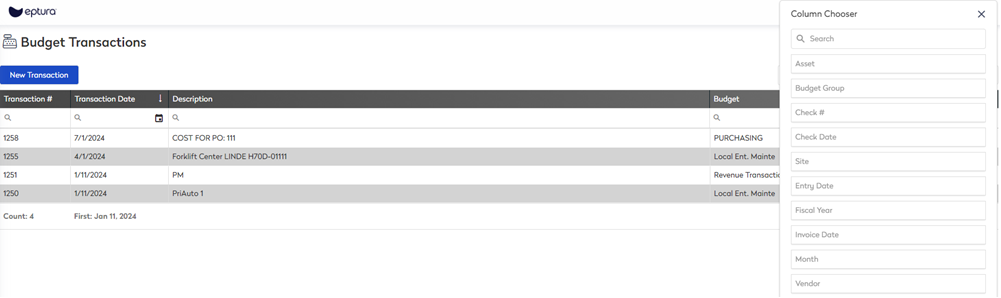 eptura
Budget Transactions
New Transaction
Transaction # Transaction Date Description Budget
1258 7/1/2024 COST FOR PO: 111 PURCHASING
1255 4/1/2024 Forklift Center LINDE H70D-01111 Local Ent. Mainte
1251 1/11/2024 PM Revenue Transactio
1250 1/11/2024 PriAuto 1 Local Ent. Mainte
Count: 4 First: Jan 11, 2024
Column Chooser
Search
Asset
Budget Group
Check #
Check Date
Site
Entry Date
Fiscal Year
Invoice Date
Month
Vendor